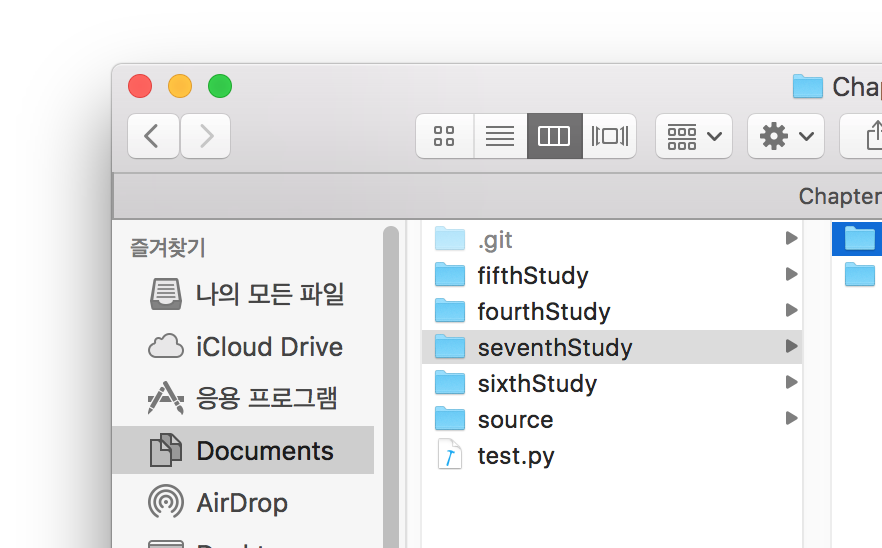 Chap
Chapter
즐겨찾기
나의 모든 파일
iCloud Drive
응용 프로그램
Documents
AirDrop
.git
fifthStudy
fourthStudy
seventhStudy
sixthStudy
source
test.py